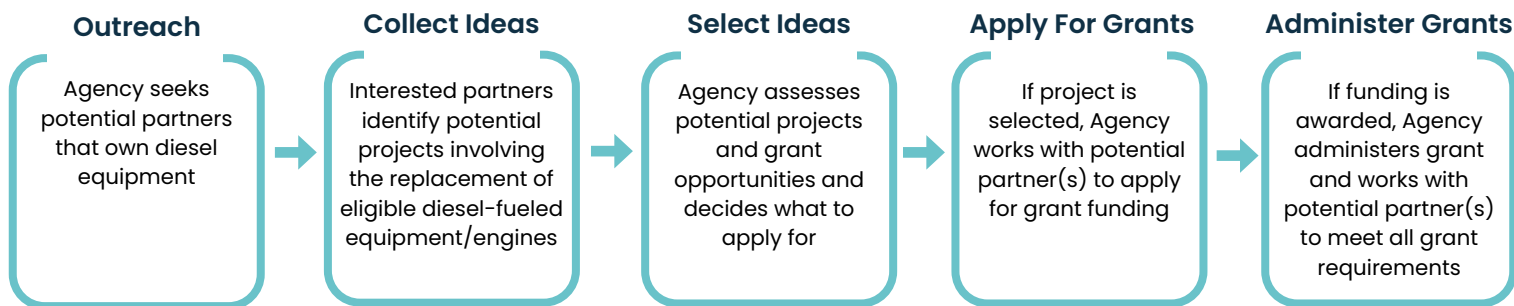 Outreach
Agency seeks
potential partners
that own diesel
equipment
Collect Ideas
Interested partners
identify potential
projects involving
the replacement of
eligible diesel-fueled
equipment/engines
Select Ideas
Agency assesses
potential projects
and grant
opportunities and
decides what to
apply for
Apply For Grants
If project is
selected, Agency
works with potential
partner(s) to apply
for grant funding
Administer Grants
If funding is
awarded, Agency
administers grant
and works with
potential partner(s)
to meet all grant
requirements